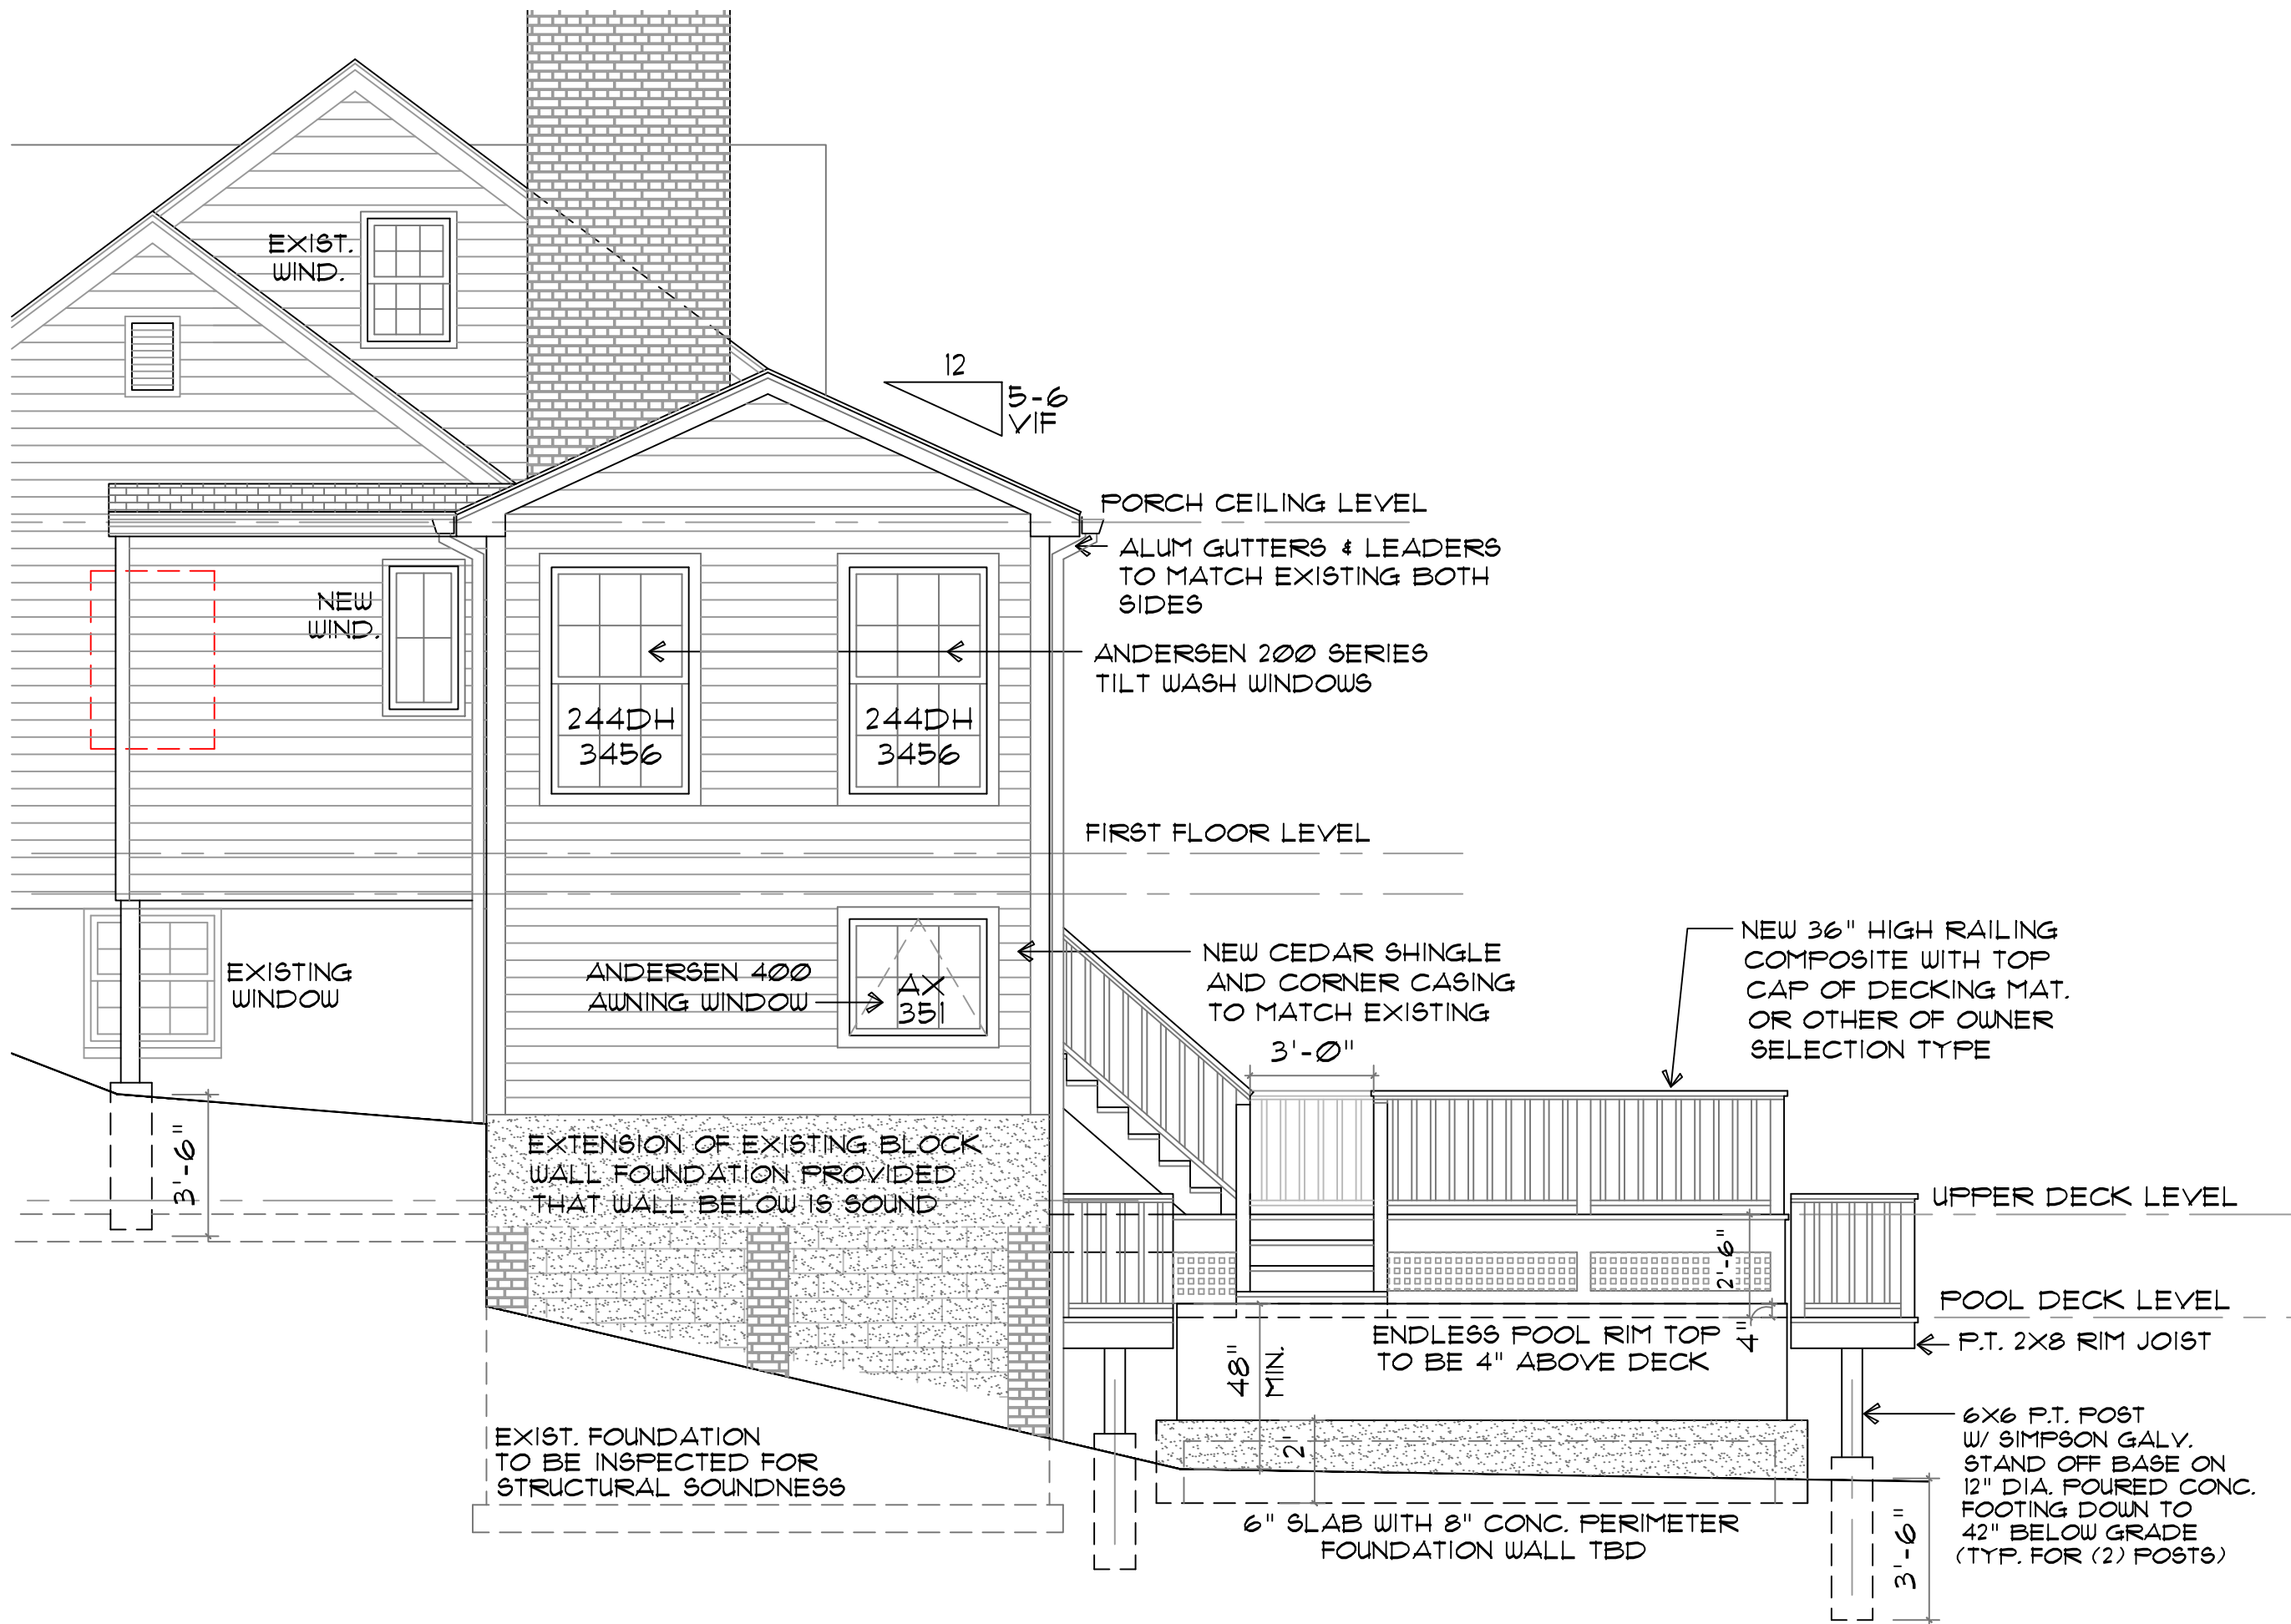 EXIST.
WIND.
12
5-6
VIF
PORCH CEILING LEVEL
ALUM GUTTERS & LEADERS
TO MATCH EXISTING BOTH
SIDES
NEW
WIND.
ANDERSEN 200 SERIES
TILT WASH WINDOWS
244DH
3456
244DH
3456
FIRST FLOOR LEVEL
EXISTING
WINDOW
ANDERSEN 400
AWNING WINDOW
AX
351
NEW CEDAR SHINGLE
AND CORNER CASING
TO MATCH EXISTING
3'-0"
NEW 36" HIGH RAILING
COMPOSITE WITH TOP
CAP OF DECKING MAT.
OR OTHER OF OWNER
SELECTION TYPE
3'-6"
EXTENSION OF EXISTING BLOCK
WALL FOUNDATION PROVIDED
THAT WALL BELOW IS SOUND
UPPER DECK LEVEL
2'-6"
POOL DECK LEVEL
4"
P.T. 2X8 RIM JOIST
ENDLESS POOL RIM TOP
TO BE 4" ABOVE DECK
48"
MIN.
2'
EXIST. FOUNDATION
TO BE INSPECTED FOR
STRUCTURAL SOUNDNESS
6" SLAB WITH 8" CONC. PERIMETER
FOUNDATION WALL TBD
6X6 P.T. POST
W/ SIMPSON GALV.
STAND OFF BASE ON
12" DIA. POURED CONC.
FOOTING DOWN TO
42" BELOW GRADE
(TYP. FOR (2) POSTS)
3'-6"